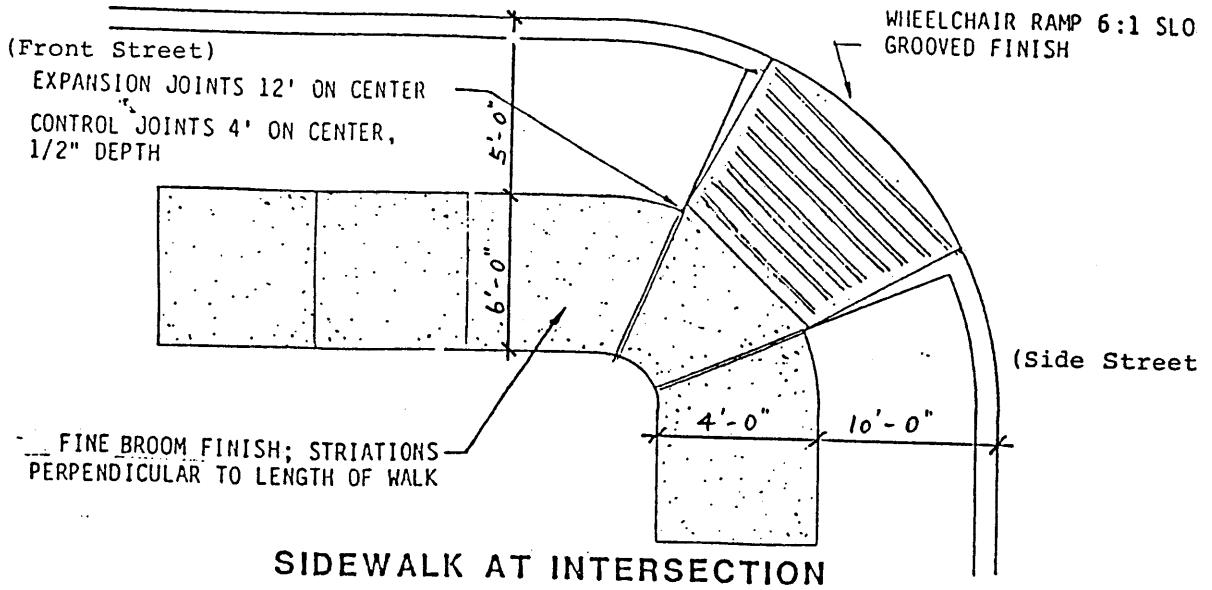 WHEELCHAIR RAMP 6:1 SLO
GROOVED FINISH
(Front Street)
EXPANSION JOINTS 12' ON CENTER
CONTROL JOINTS 4' ON CENTER,
1/2" DEPTH
5'-0"
6'-0"
(Side Street
4'-0"
10'-0"
FINE BROOM FINISH; STRIATIONS
PERPENDICULAR TO LENGTH OF WALK
SIDEWALK AT INTERSECTION